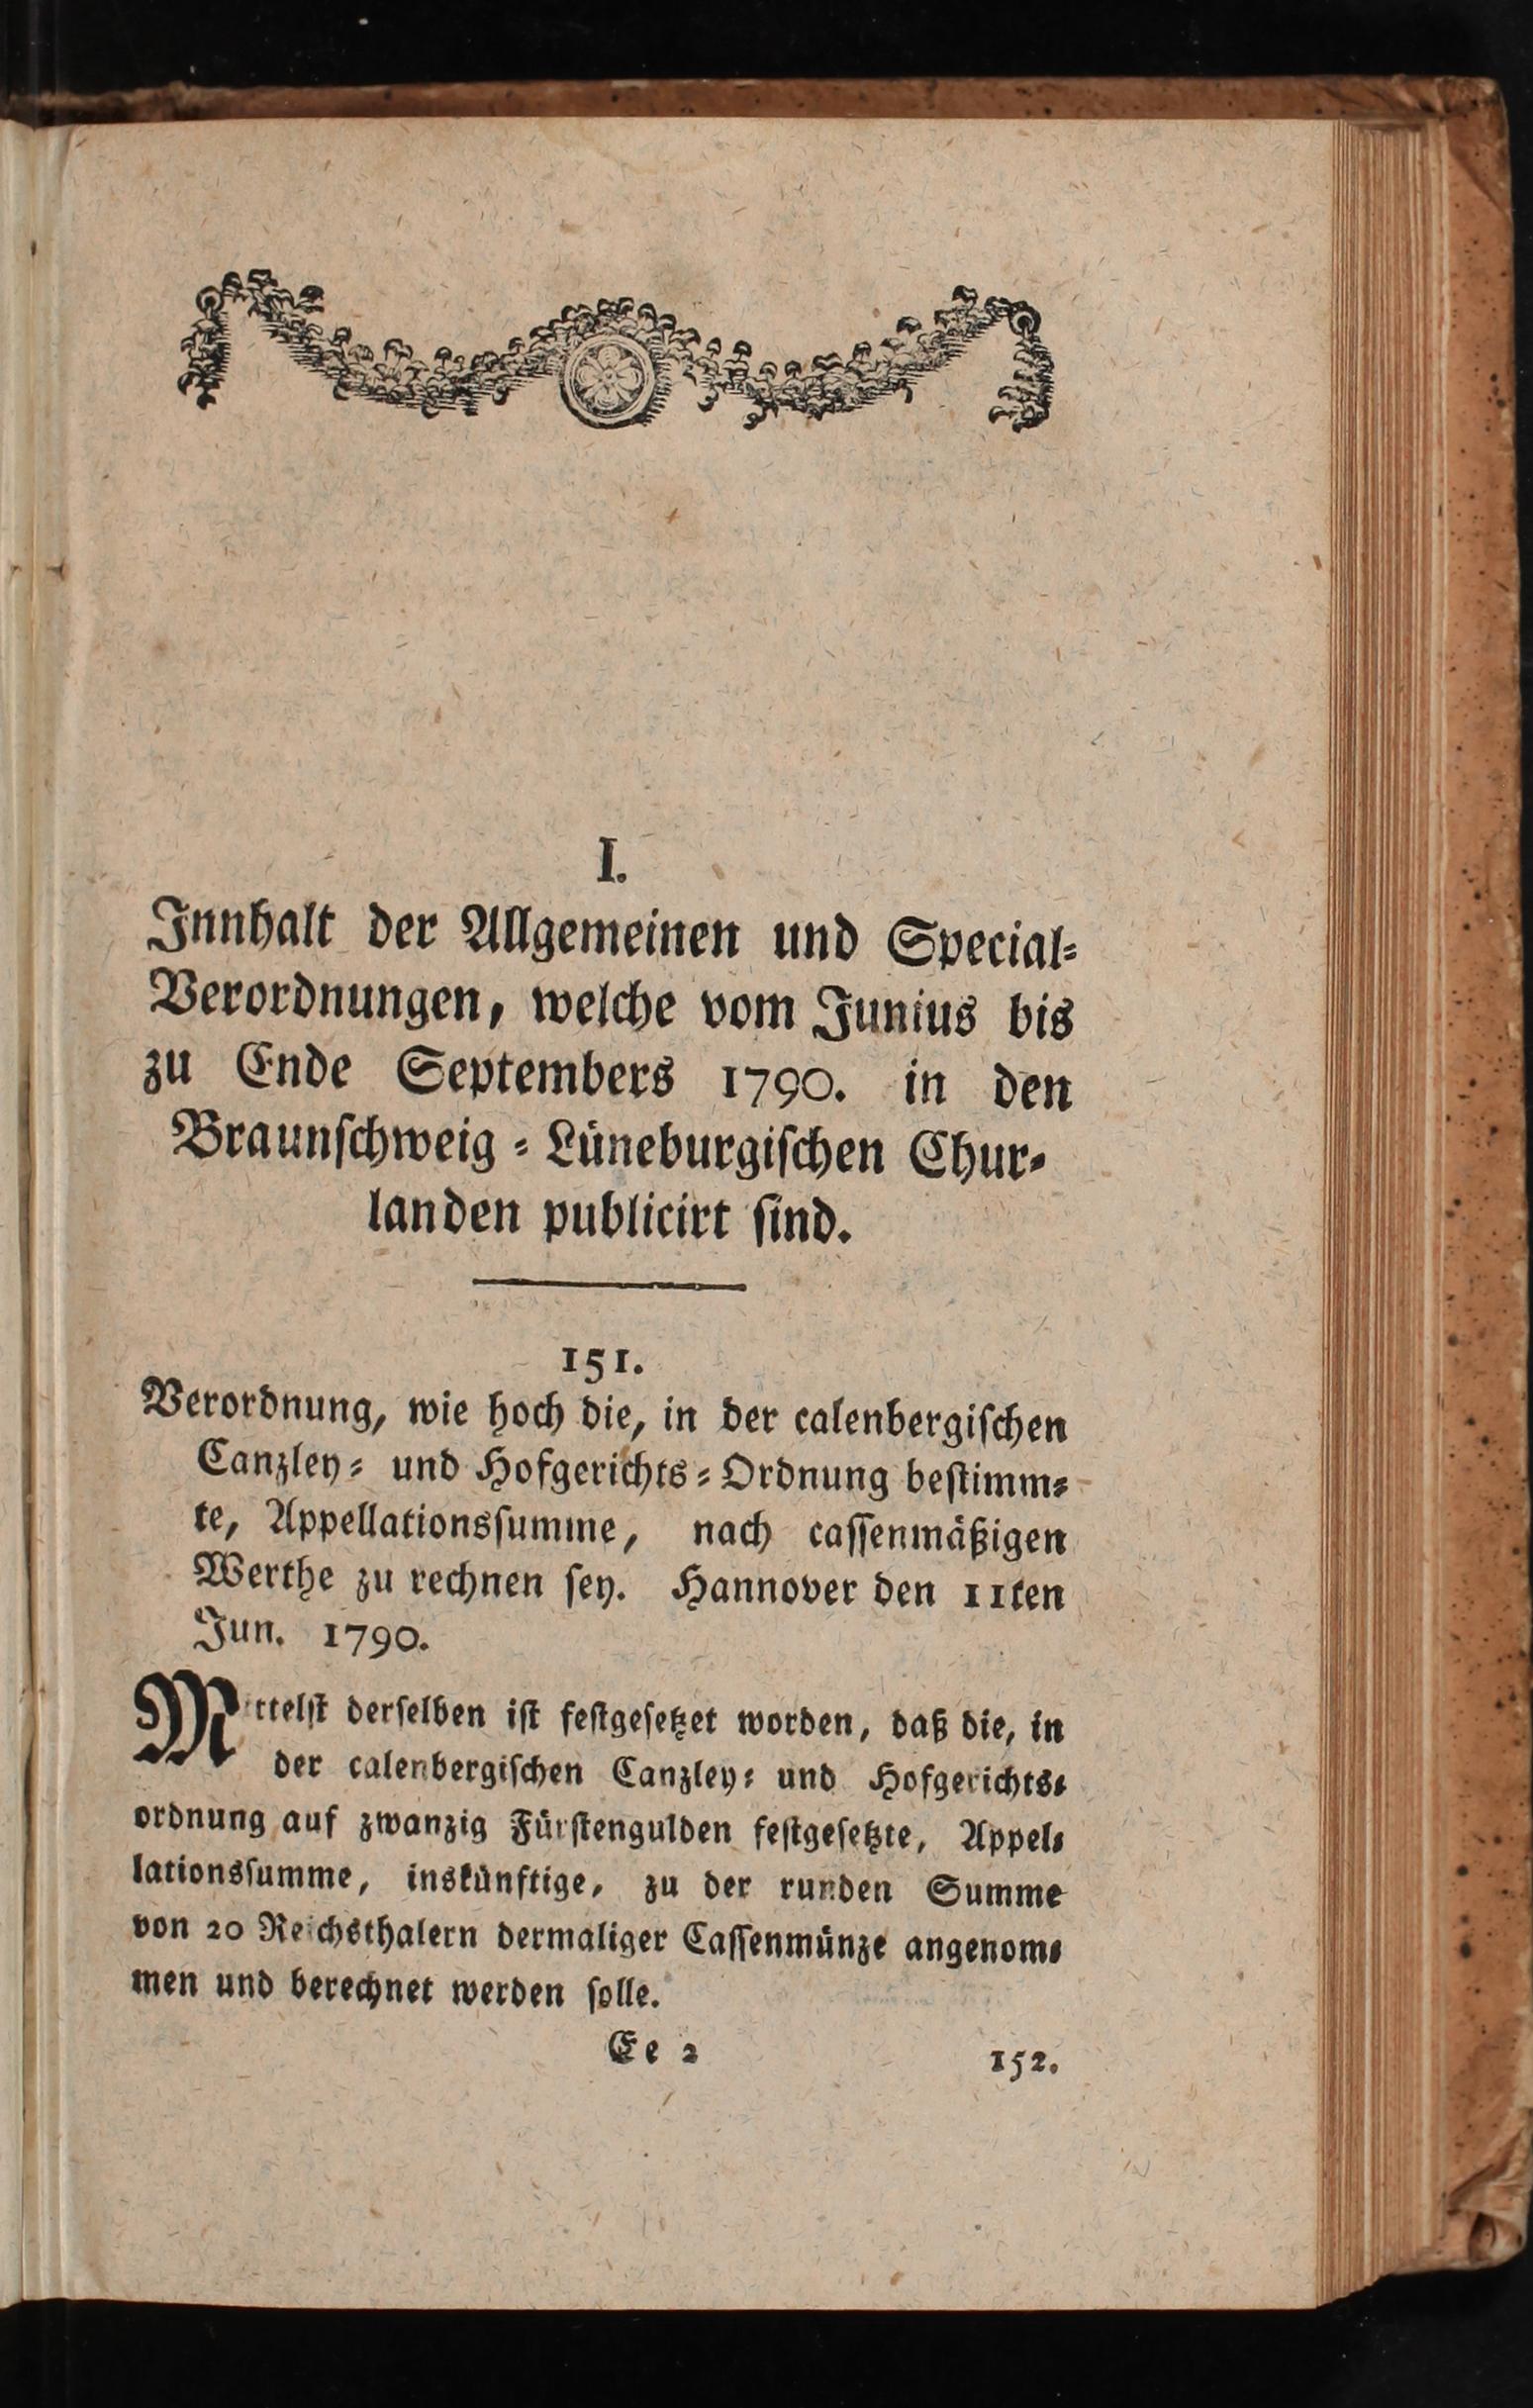 I.
Innhalt der Allgemeinen und Special-
Verordnungen, welche vom Junius bis
zu Ende Septembers 1790. in den
Braunſchweig-Lüneburgiſchen Chur-
landen publicirt ſind.
151.
Verordnung, wie hoch die, in der calenbergiſchen
Canzley- und Hofgerichts-Ordnung beſtimm-
te, Appellationsſumme, nach caſſenmäßigen
Werthe zu rechnen ſey. Hannover den 11ten
Jun. 1790.
Mittelſt derſelben iſt feſtgeſetzet worden, daß die, in
der calenbergiſchen Canzley- und Hofgerichts-
ordnung auf zwanzig Fürſtengulden feſtgeſetzte, Appel-
lationsſumme, inskünftige, zu der runden Summe
von 20 Reichsthalern dermaliger Caſſenmünze angenom-
men und berechnet werden ſolle.
Ee 2
152.